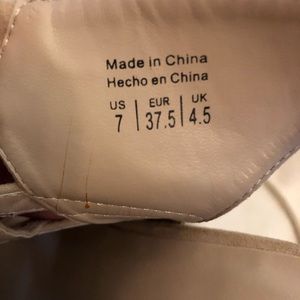 Made in China
Hecho en China
US | EUR | UK
7 | 37.5 | 4.5